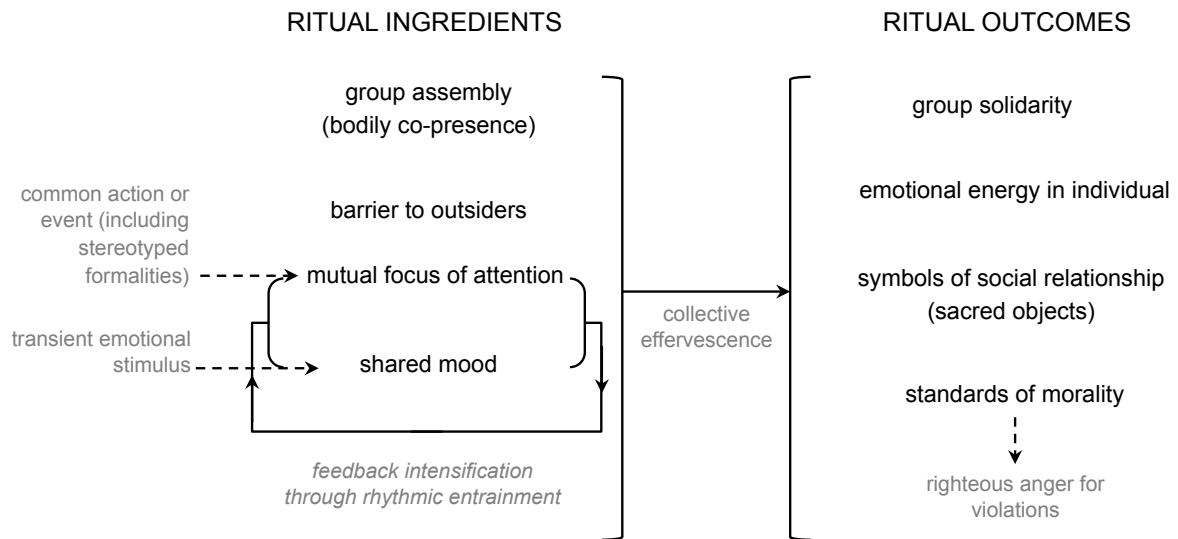 RITUAL INGREDIENTS
RITUAL OUTCOMES
group assembly
(bodily co-presence)
common action or
event (including
stereotyped
formalities)
barrier to outsiders
mutual focus of attention
transient emotional
stimulus
shared mood
feedback intensification
through rhythmic entrainment
collective
effervescence
group solidarity
emotional energy in individual
symbols of social relationship
(sacred objects)
standards of morality
righteous anger for
violations